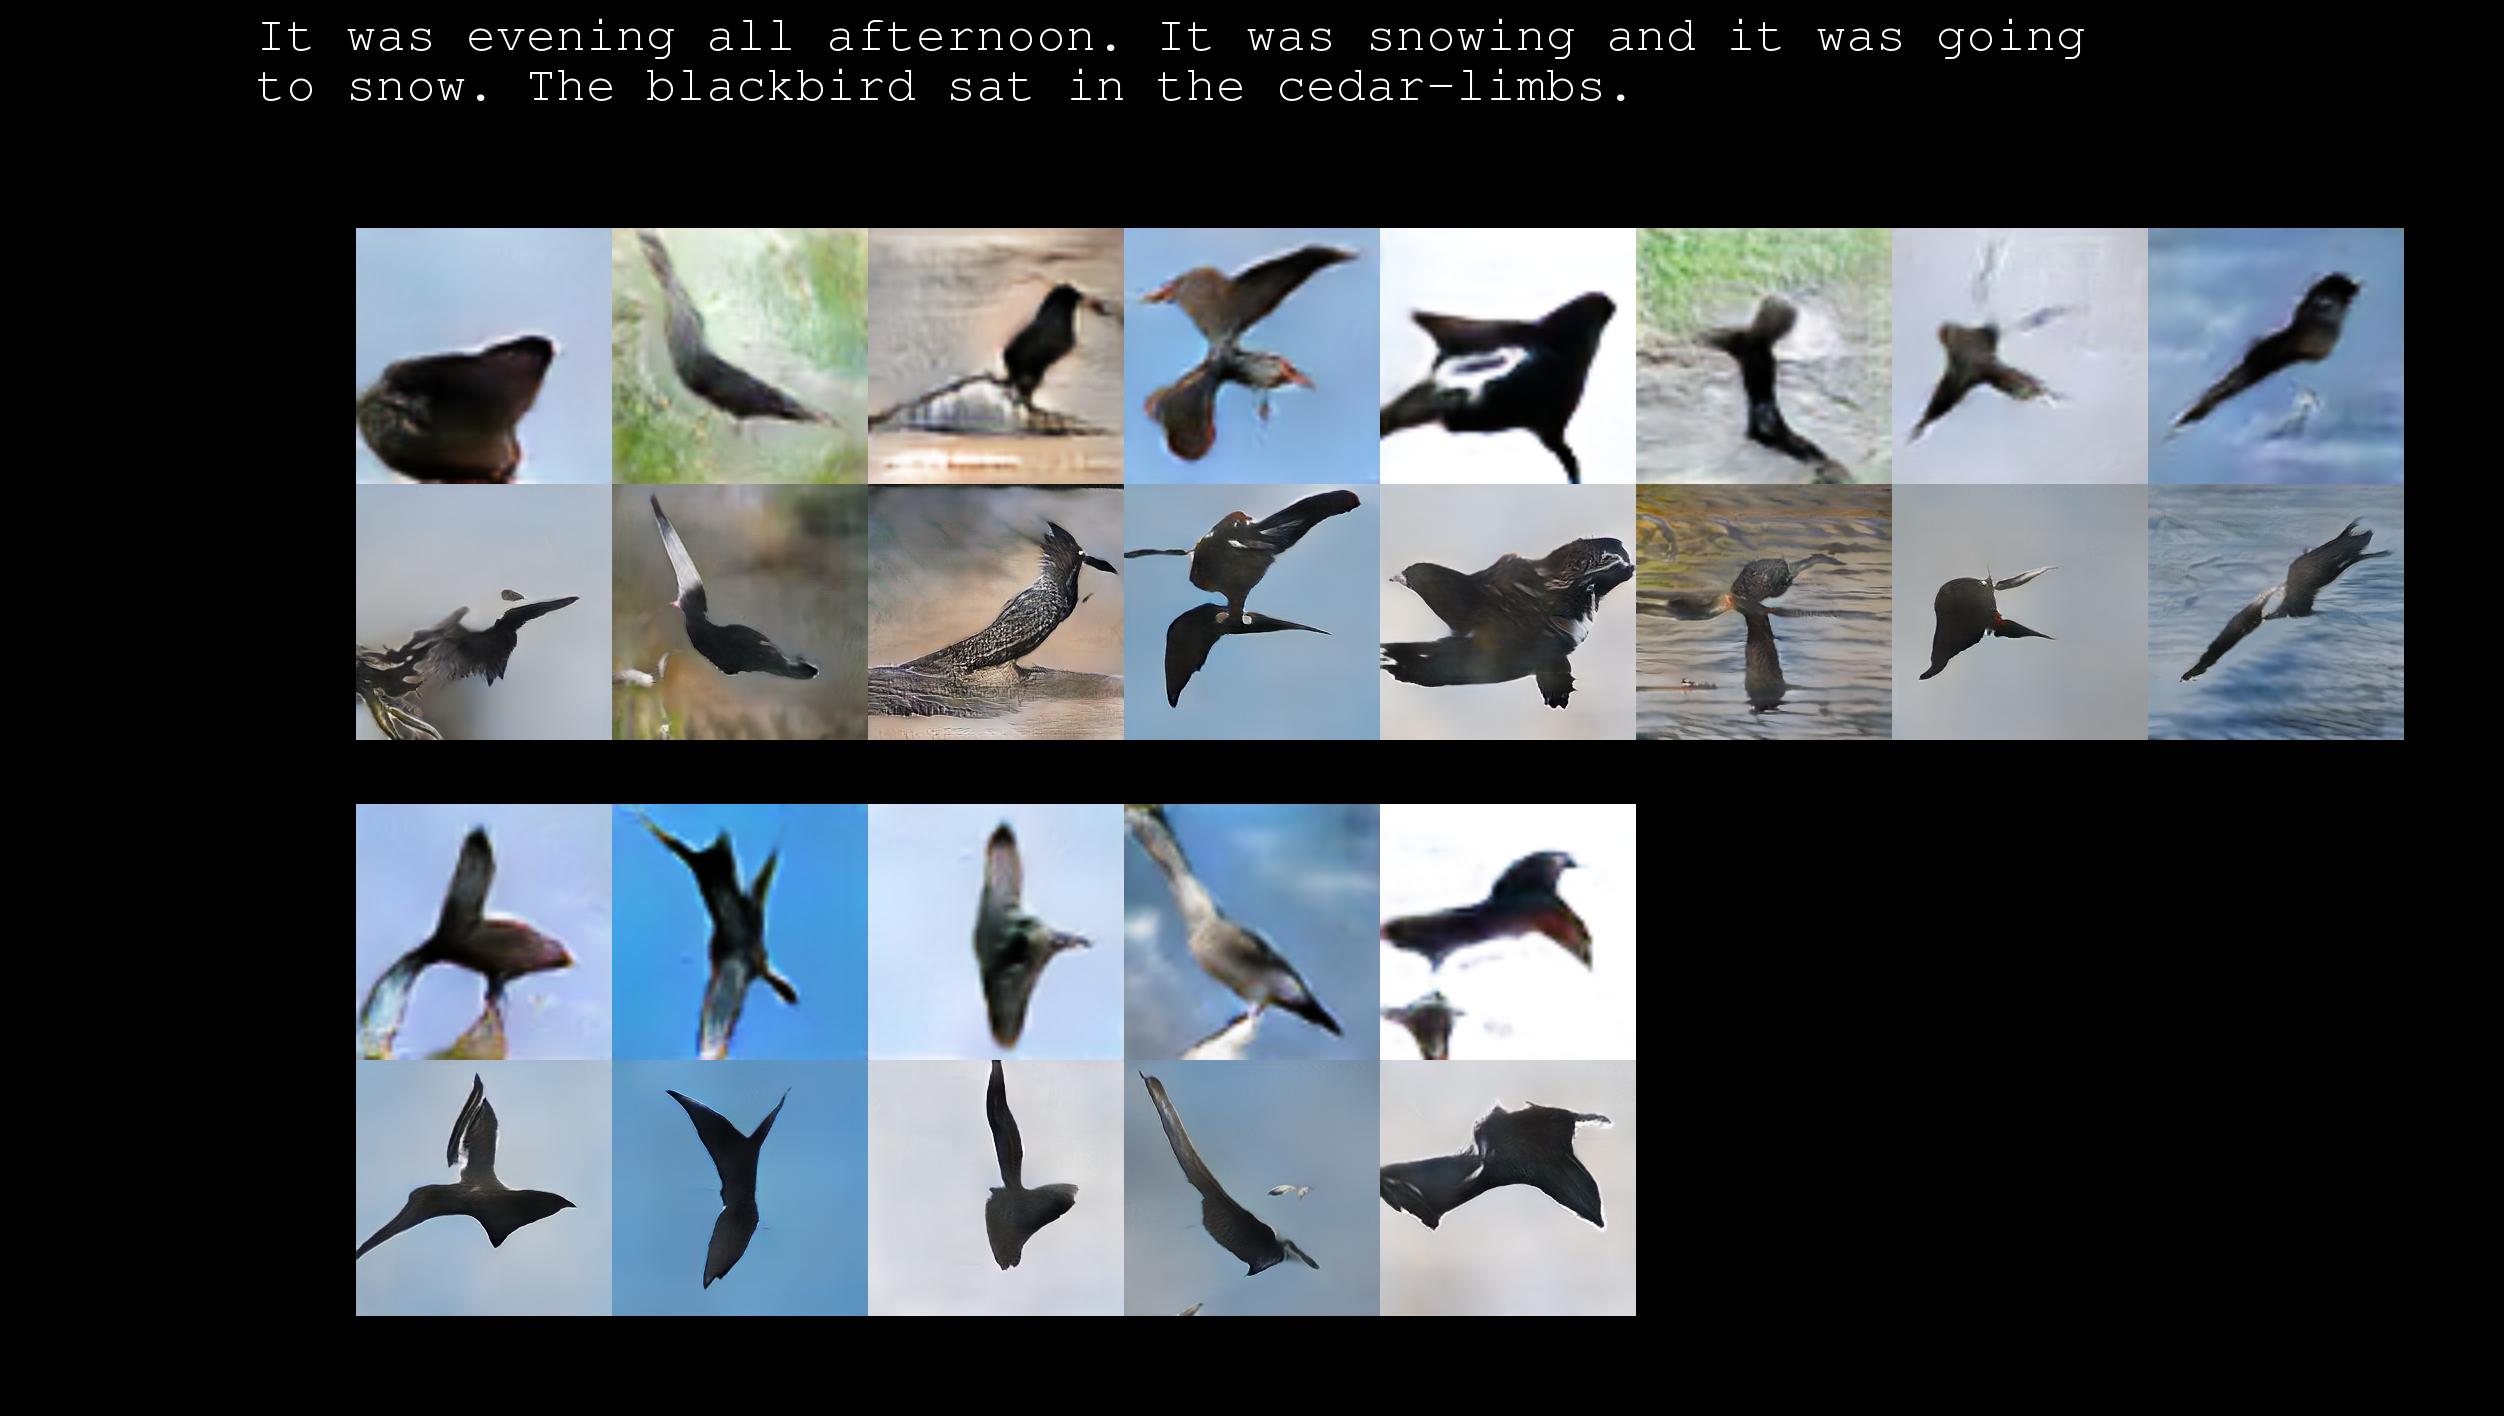 It was evening all afternoon. It was snowing and it was going
to snow. The blackbird sat in the cedar-limbs.